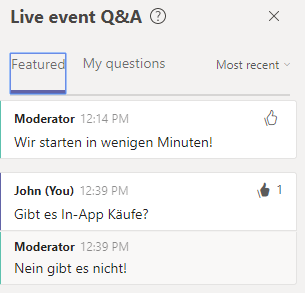 Live event Q&A ?
Featured My questions Most recent
Moderator 12:14 PM
Wir starten in wenigen Minuten!
John (You) 12:39 PM 1
Gibt es In-App Käufe?
Moderator 12:39 PM
Nein gibt es nicht!